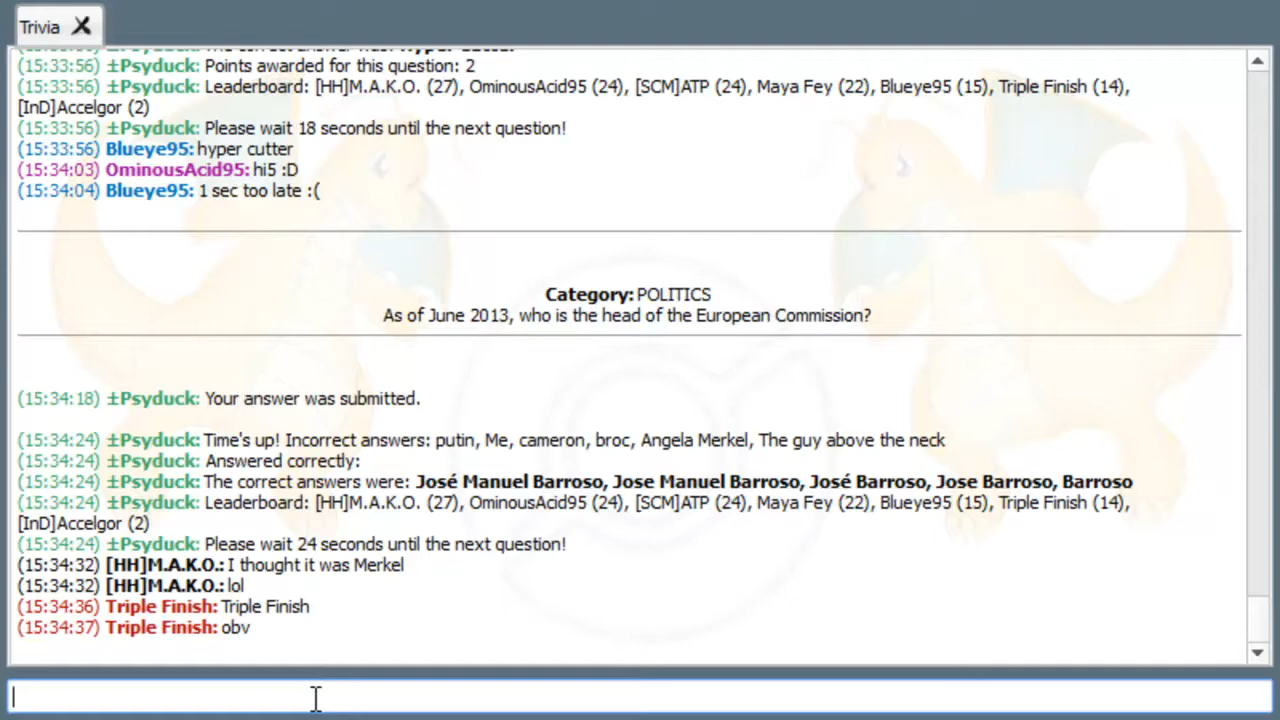 Trivia
(15:33:56) ±Psyduck: Points awarded for this question: 2
(15:33:56) ±Psyduck: Leaderboard: [HH]M.A.K.O. (27), OminousAcid95 (24), [SCM]ATP (24), Maya Fey (22), Blueye95 (15), Triple Finish (14),
[InD]Accelgor (2)
(15:33:56) ±Psyduck: Please wait 18 seconds until the next question!
(15:33:56) Blueye95: hyper cutter
(15:34:03) OminousAcid95: hi5 :D
(15:34:04) Blueye95: 1 sec too late :(
Category: POLITICS
As of June 2013, who is the head of the European Commission?
(15:34:18) ±Psyduck: Your answer was submitted.
(15:34:24) ±Psyduck: Time's up! Incorrect answers: putin, Me, cameron, broc, Angela Merkel, The guy above the neck
(15:34:24) ±Psyduck: Answered correctly:
(15:34:24) ±Psyduck: The correct answers were: José Manuel Barroso, Jose Manuel Barroso, José Barroso, Jose Barroso, Barroso
(15:34:24) ±Psyduck: Leaderboard: [HH]M.A.K.O. (27), OminousAcid95 (24), [SCM]ATP (24), Maya Fey (22), Blueye95 (15), Triple Finish (14),
[InD]Accelgor (2)
(15:34:24) ±Psyduck: Please wait 24 seconds until the next question!
(15:34:32) [HH]M.A.K.O.: I thought it was Merkel
(15:34:32) [HH]M.A.K.O.: lol
(15:34:36) Triple Finish: Triple Finish
(15:34:37) Triple Finish: obv